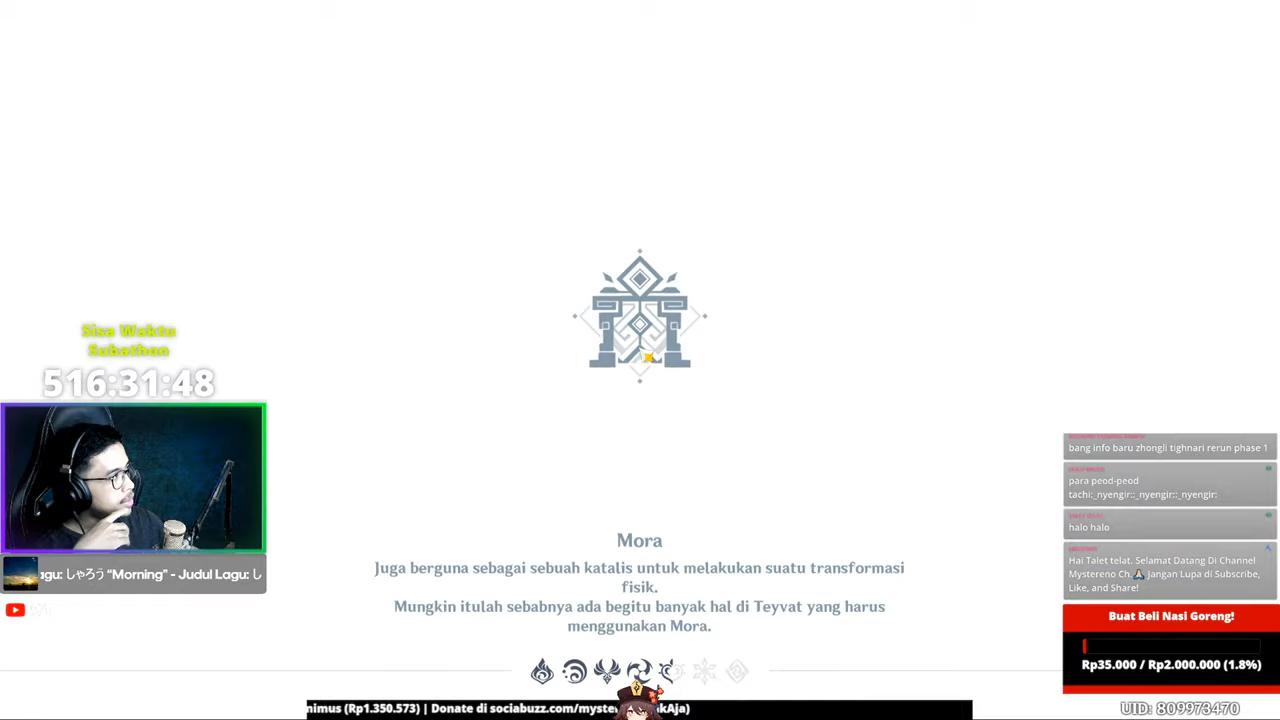 Sisa Waktu
Subathon
516:31:48
agu: しゃろう “Morning” - Judul Lagu: し
bang info baru zhongli tighnari rerun phase 1
para peod-peod
tachi:_nyengir::_nyengir::_nyengir:
halo halo
Hai Talet telat. Selamat Datang Di Channel
Mystereno Ch. Jangan Lupa di Subscribe,
Like, and Share!
Mora
Juga berguna sebagai sebuah katalis untuk melakukan suatu transformasi
fisik.
Mungkin itulah sebabnya ada begitu banyak hal di Teyvat yang harus
menggunakan Mora.
Buat Beli Nasi Goreng!
Rp35.000 / Rp2.000.000 (1.8%)
nimus (Rp1.350.573) | Donate di sociabuzz.com/myste kAja)
UID: 809973470